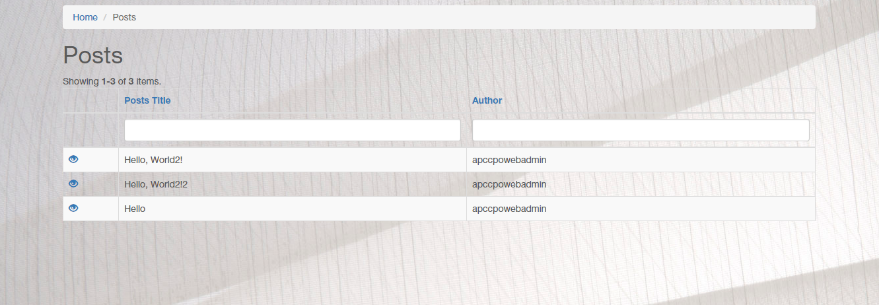 Home / Posts
Posts
Showing 1-3 of 3 items.
Posts Title Author
Hello, World2! apccpowebadmin
Hello, World2!2 apccpowebadmin
Hello apccpowebadmin